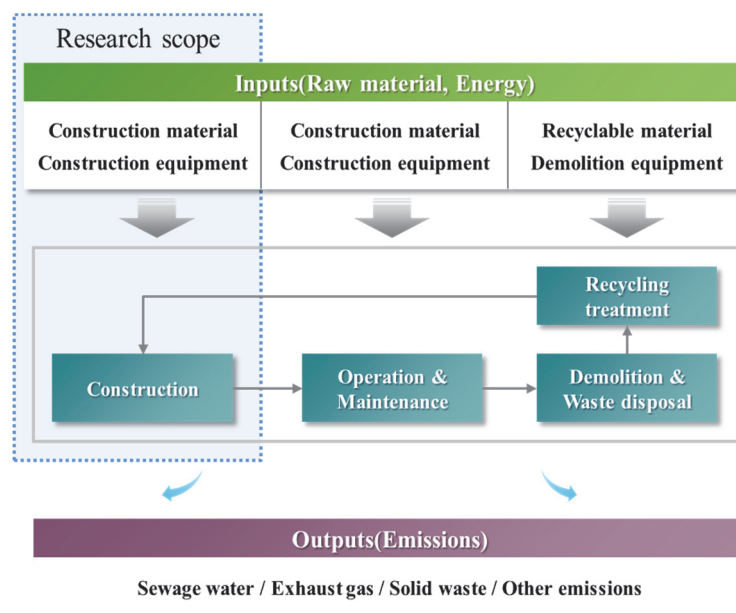 Research scope
Inputs(Raw material, Energy)
Construction material
Construction equipment
Construction material
Construction equipment
Recyclable material
Demolition equipment
Recycling
treatment
Construction
Operation &
Maintenance
Demolition &
Waste disposal
Outputs(Emissions)
Sewage water / Exhaust gas / Solid waste / Other emissions